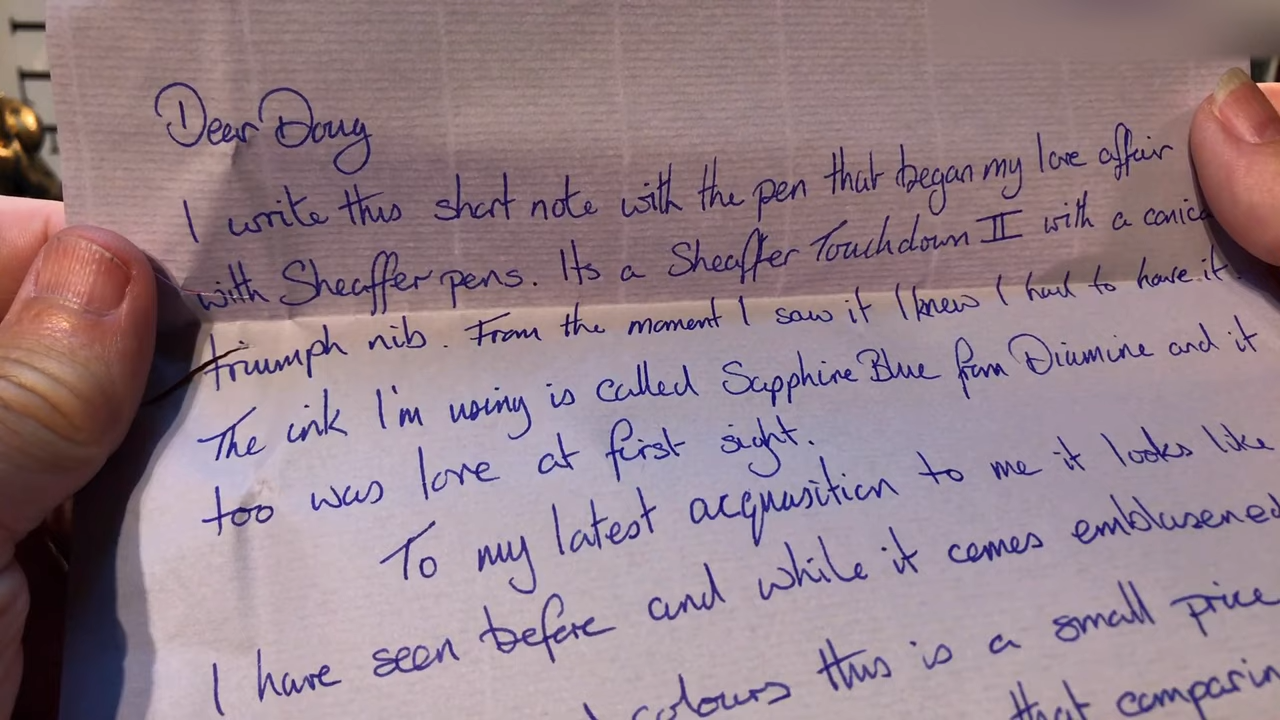 Dear Doug
I write this short note with the pen that began my love affair
with Sheaffer pens. Its a Sheaffer Touchdown II with a conica
triumph nib. From the moment I saw it I knew I had to have it.
The ink I'm using is called Sapphire Blue from Diamine and it
too was love at first sight.
To my latest acquasition to me it looks like
I have seen before and while it comes emblasened
colours this is a small price
that comparin